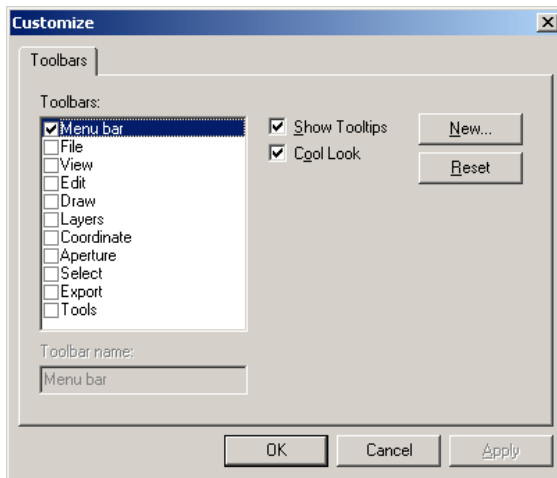 Customize
Toolbars
Toolbars:
Menu bar
File
View
Edit
Draw
Layers
Coordinate
Aperture
Select
Export
Tools
Show Tooltips
Cool Look
New...
Reset
Toolbar name:
Menu bar
OK
Cancel
Apply